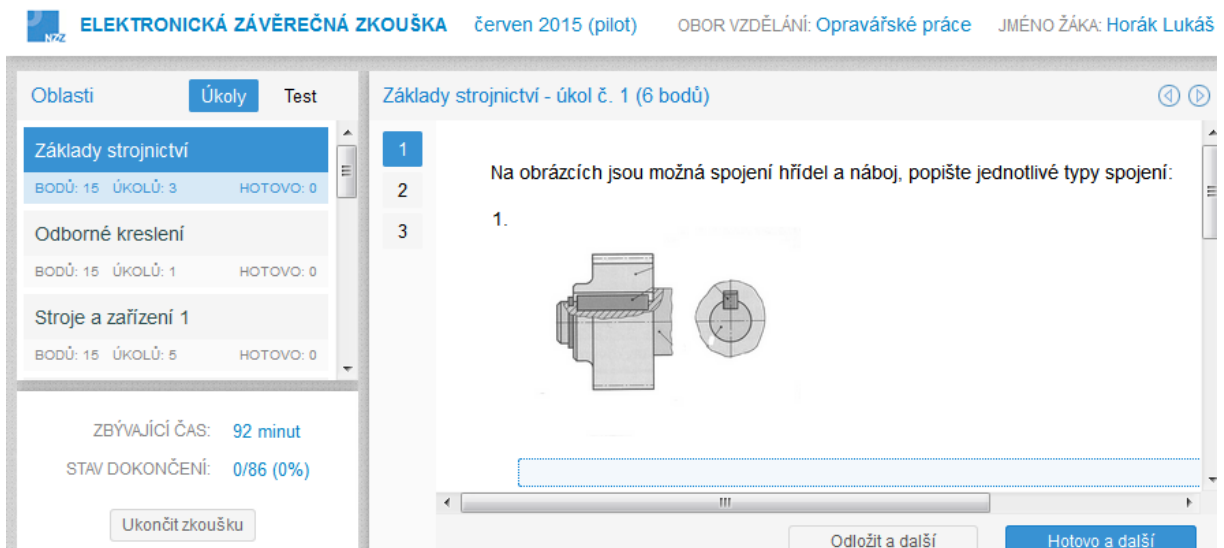 NZZ ELEKTRONICKÁ ZÁVĚREČNÁ ZKOUŠKA červen 2015 (pilot) OBOR VZDĚLÁNÍ: Opravářské práce JMÉNO ŽÁKA: Horák Lukáš
Oblasti Úkoly Test
Základy strojnictví
BODŮ: 15 ÚKOLŮ: 3 HOTOVO: 0
Odborné kreslení
BODŮ: 15 ÚKOLŮ: 1 HOTOVO: 0
Stroje a zařízení 1
BODŮ: 15 ÚKOLŮ: 5 HOTOVO: 0
ZBÝVAJÍCÍ ČAS: 92 minut
STAV DOKONČENÍ: 0/86 (0%)
Ukončit zkoušku
Základy strojnictví - úkol č. 1 (6 bodů)
1
2
3
Na obrázcích jsou možná spojení hřídel a náboj, popište jednotlivé typy spojení:
1.
Odložit a další Hotovo a další